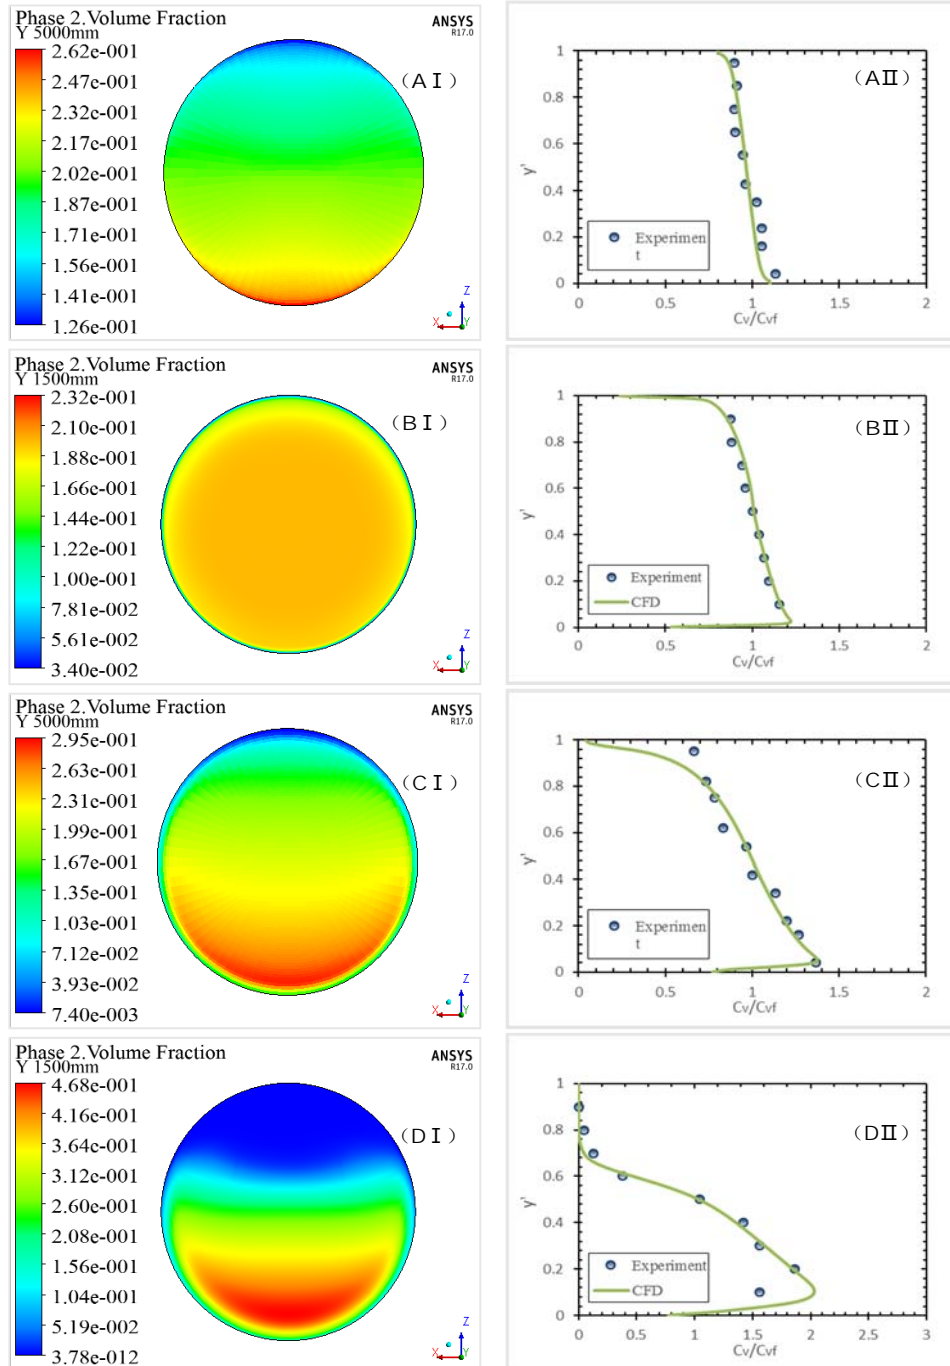 Phase 2.Volume Fraction
Y 5000mm
ANSYS
R17.0
2.62e-001
2.47e-001
2.32e-001
2.17e-001
2.02e-001
1.87e-001
1.71e-001
1.56e-001
1.41e-001
1.26e-001
(AⅠ)
Z
X
Y
(AⅡ)
1
0.8
0.6
0.4
0.2
0
y'
Experimen
t
0
0.5
1
1.5
2
Cv/Cvf
Phase 2.Volume Fraction
Y 1500mm
ANSYS
R17.0
2.32e-001
2.10e-001
1.88e-001
1.66e-001
1.44e-001
1.22e-001
1.00e-001
7.81e-002
5.61e-002
3.40e-002
(BⅠ)
Z
X
Y
(BⅡ)
1
0.8
0.6
0.4
0.2
0
y'
Experiment
CFD
0
0.5
1
1.5
2
Cv/Cvf
Phase 2.Volume Fraction
Y 5000mm
ANSYS
R17.0
2.95e-001
2.63e-001
2.31e-001
1.99e-001
1.67e-001
1.35e-001
1.03e-001
7.12e-002
3.93e-002
7.40e-003
(CⅠ)
Z
X
Y
(CⅡ)
1
0.8
0.6
0.4
0.2
0
y'
Experimen
t
0
0.5
1
1.5
2
Cv/Cvf
Phase 2.Volume Fraction
Y 1500mm
ANSYS
R17.0
4.68e-001
4.16e-001
3.64e-001
3.12e-001
2.60e-001
2.08e-001
1.56e-001
1.04e-001
5.19e-002
3.78e-012
(DⅠ)
Z
X
Y
(DⅡ)
1
0.8
0.6
0.4
0.2
0
y'
Experiment
CFD
0
0.5
1
1.5
2
2.5
3
Cv/Cvf